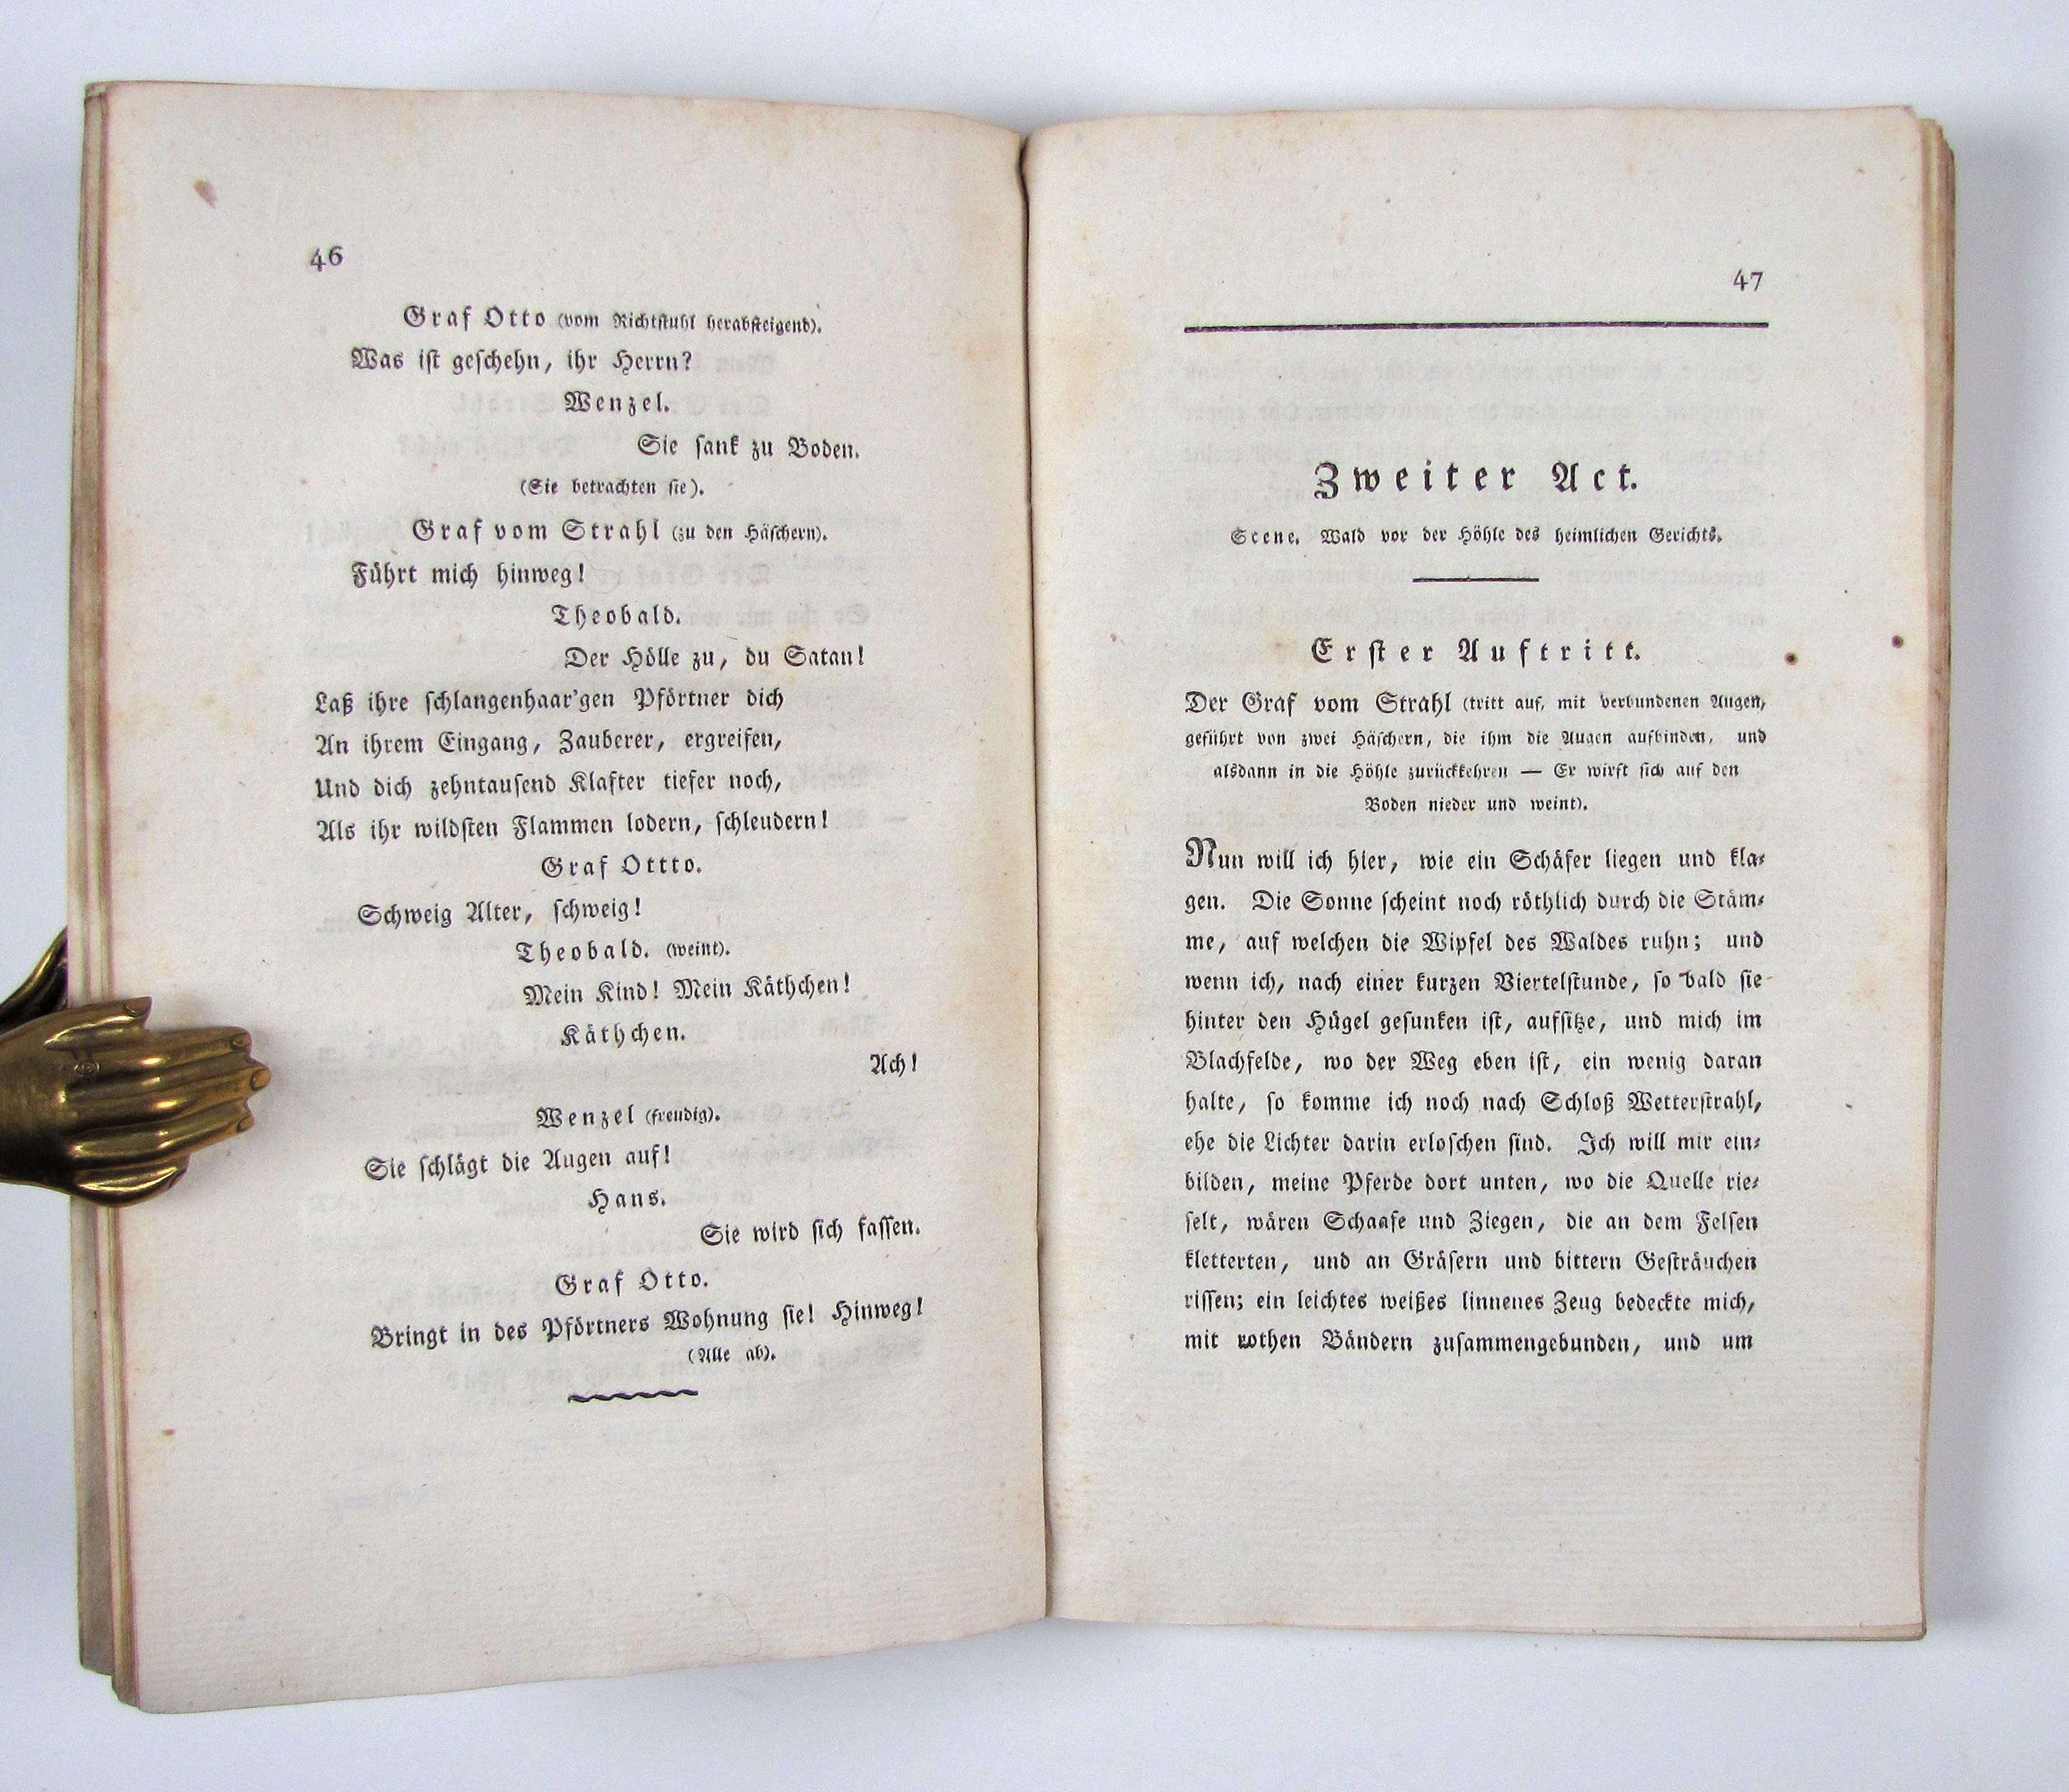 46
Graf Otto (vom Richtſtuhl herabſteigend).
Was iſt geſchehn, ihr Herrn?
Wenzel.
Sie ſank zu Boden.
(Sie betrachten ſie).
Graf vom Strahl (zu den Häſchern).
Führt mich hinweg!
Theobald.
Der Hölle zu, du Satan!
Laß ihre ſchlangenhaar'gen Pförtner dich
An ihrem Eingang, Zauberer, ergreifen,
Und dich zehntauſend Klafter tiefer noch,
Als ihr wildſten Flammen lodern, ſchleudern!
Graf Ottto.
Schweig Alter, ſchweig!
Theobald. (weint).
Mein Kind! Mein Käthchen!
Käthchen.
Ach!
Wenzel (freudig).
Sie ſchlägt die Augen auf!
Hans.
Sie wird ſich faſſen.
Graf Otto.
Bringt in des Pförtners Wohnung ſie! Hinweg!
(Alle ab).
47
Zweiter Act.
Scene. Wald vor der Höhle des heimlichen Gerichts.
Erſter Auftritt.
Der Graf vom Strahl (tritt auf, mit verbundenen Augen,
geführt von zwei Häſchern, die ihm die Augen aufbinden, und
alsdann in die Höhle zurückkehren — Er wirft ſich auf den
Boden nieder und weint).
Nun will ich hier, wie ein Schäfer liegen und kla⸗
gen. Die Sonne ſcheint noch röthlich durch die Stäm⸗
me, auf welchen die Wipfel des Waldes ruhn; und
wenn ich, nach einer kurzen Viertelſtunde, ſo bald ſie
hinter den Hügel geſunken iſt, aufſitze, und mich im
Blachfelde, wo der Weg eben iſt, ein wenig daran
halte, ſo komme ich noch nach Schloß Wetterſtrahl,
ehe die Lichter darin erloſchen ſind. Ich will mir ein⸗
bilden, meine Pferde dort unten, wo die Quelle rie⸗
ſelt, wären Schaafe und Ziegen, die an dem Felſen
kletterten, und an Gräſern und bittern Geſträuchen
riſſen; ein leichtes weißes linnenes Zeug bedeckte mich,
mit rothen Bändern zuſammengebunden, und um